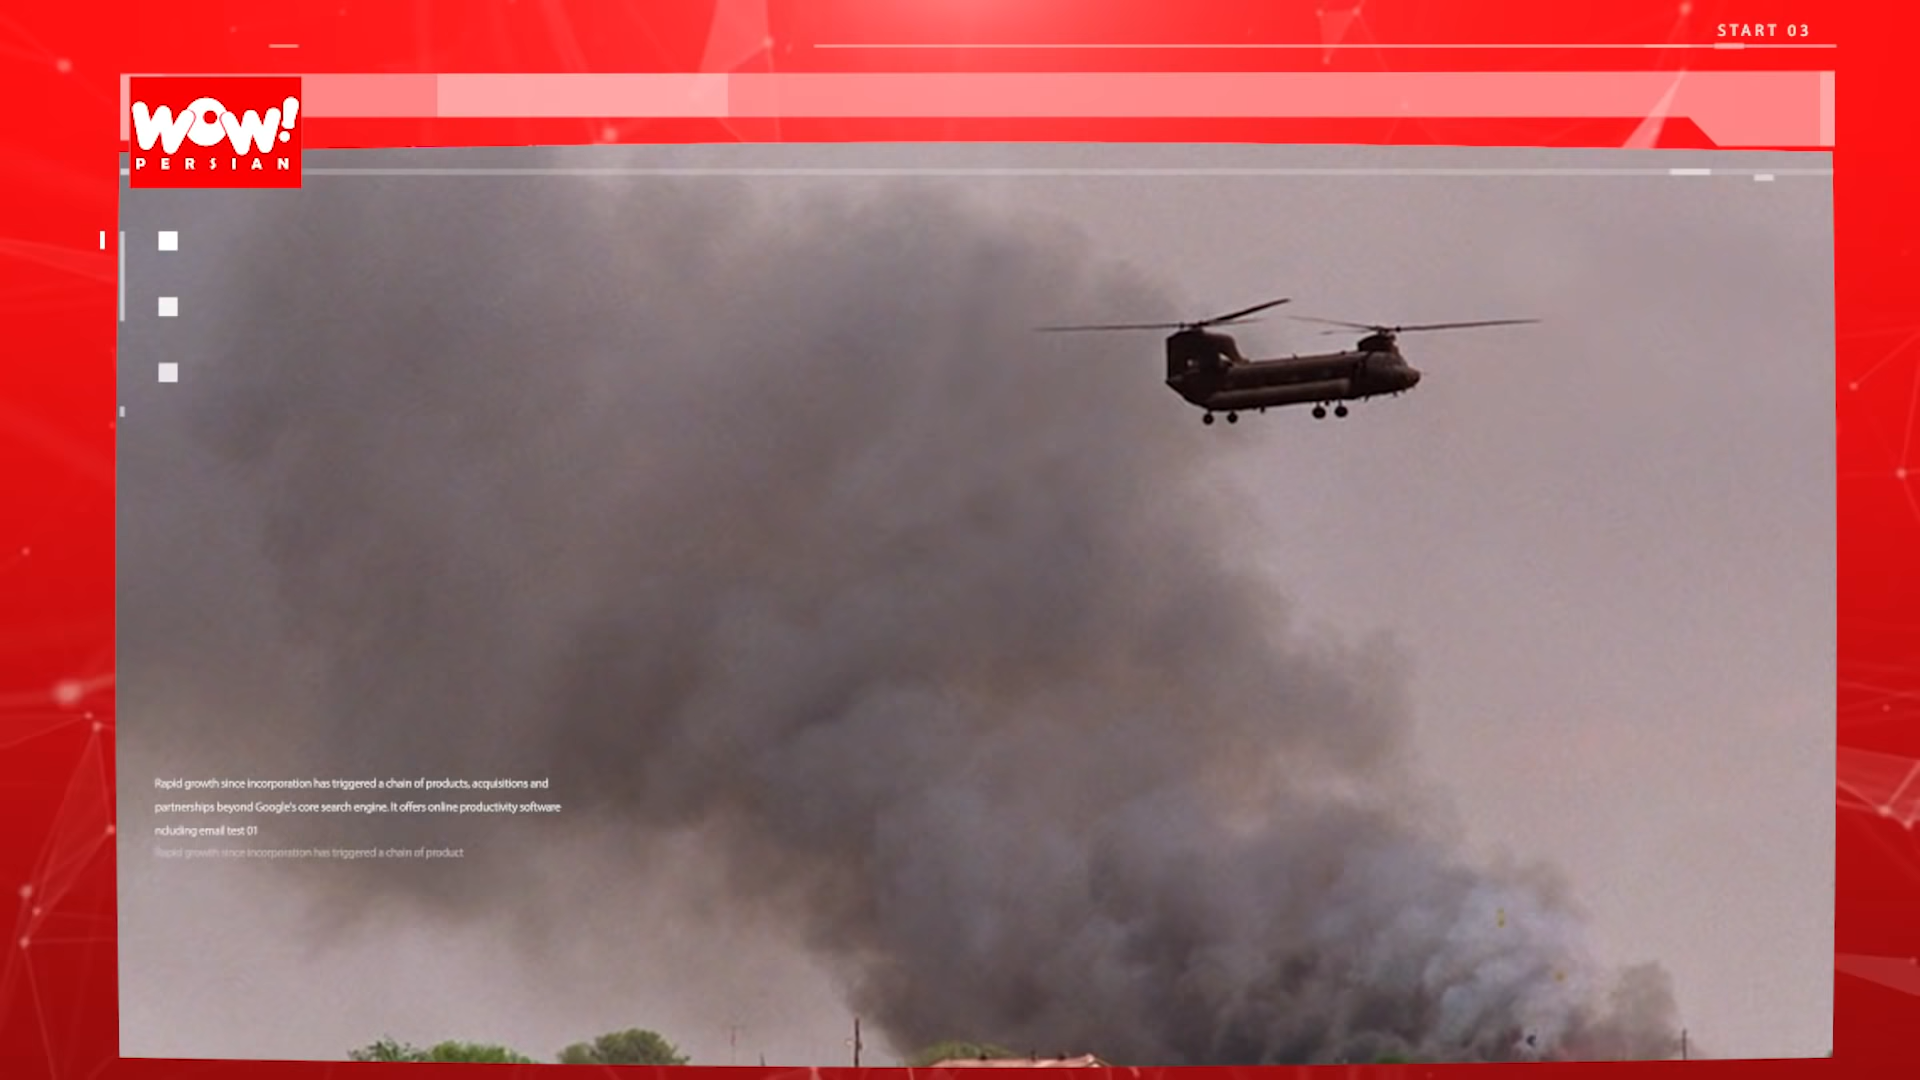 START 03
WOW!
PERSIAN
Rapid growth since incorporation has triggered a chain of products, acquisitions and
partnerships beyond Google's core search engine. It offers online productivity software
ncluding email test 01
Rapid growth since incorporation has triggered a chain of product